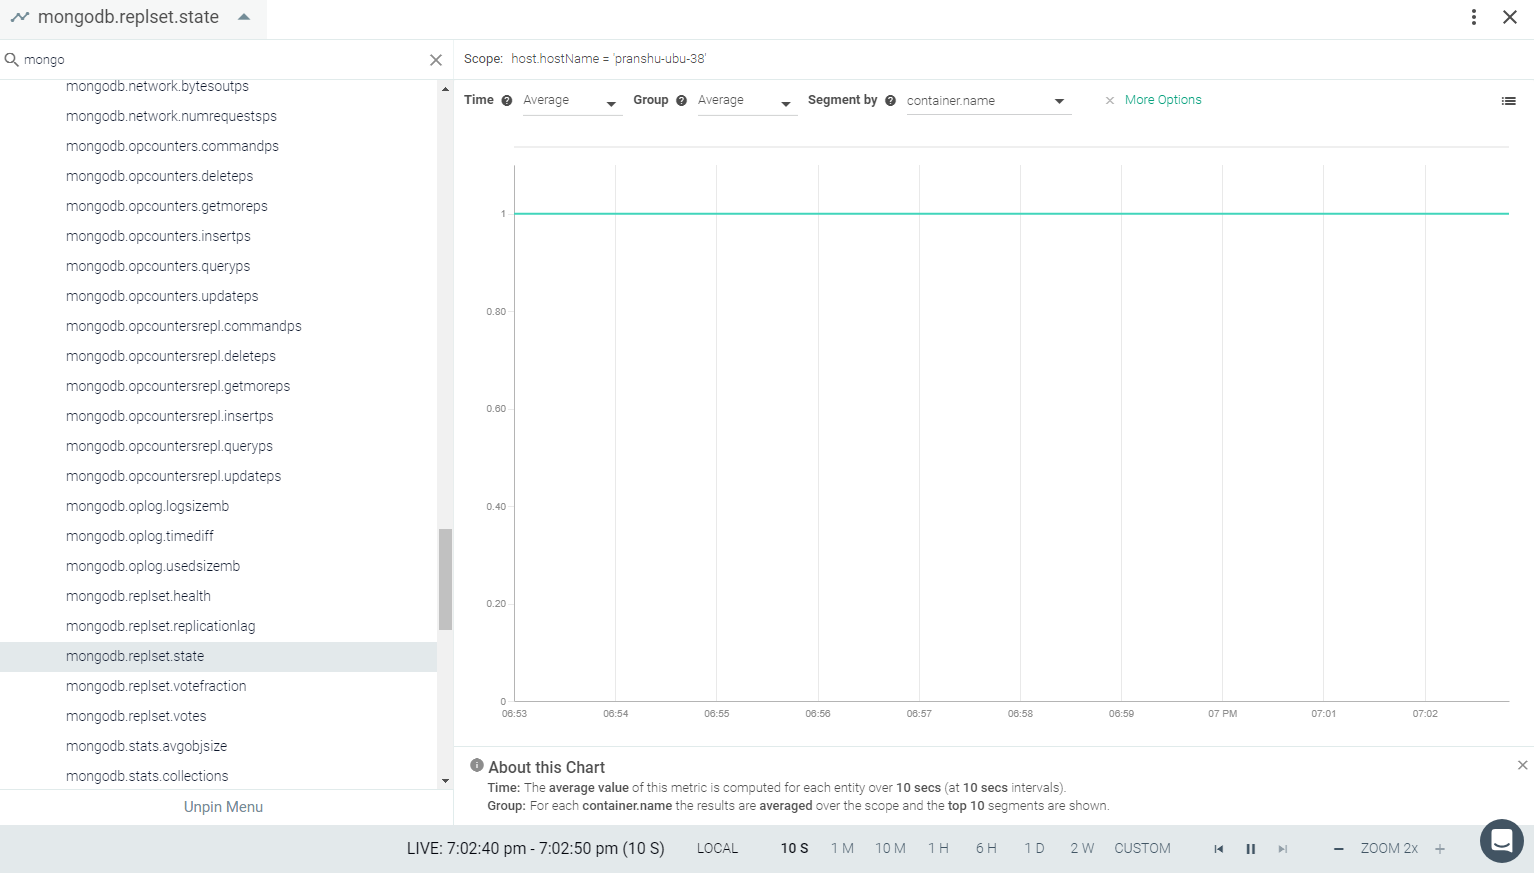 mongodb.replset.state
mongo
mongodb.network.bytesoutps
mongodb.network.numrequestsps
mongodb.opcounters.commandps
mongodb.opcounters.deleteps
mongodb.opcounters.getmoreps
mongodb.opcounters.insertps
mongodb.opcounters.queryps
mongodb.opcounters.updateps
mongodb.opcountersrepl.commandps
mongodb.opcountersrepl.deleteps
mongodb.opcountersrepl.getmoreps
mongodb.opcountersrepl.insertps
mongodb.opcountersrepl.queryps
mongodb.opcountersrepl.updateps
mongodb.oplog.logsizemb
mongodb.oplog.timediff
mongodb.oplog.usedsizemb
mongodb.replset.health
mongodb.replset.replicationlag
mongodb.replset.state
mongodb.replset.votefraction
mongodb.replset.votes
mongodb.stats.avgobjsize
mongodb.stats.collections
Unpin Menu
Scope: host.hostName = 'pranshu-ubu-38'
Time Average Group Average Segment by container.name More Options
1
0.80
0.60
0.40
0.20
0
06:53 06:54 06:55 06:56 06:57 06:58 06:59 07 PM 07:01 07:02
About this Chart
Time: The average value of this metric is computed for each entity over 10 secs (at 10 secs intervals).
Group: For each container.name the results are averaged over the scope and the top 10 segments are shown.
LIVE: 7:02:40 pm - 7:02:50 pm (10 S) LOCAL 10 S 1 M 10 M 1 H 6 H 1 D 2 W CUSTOM ZOOM 2x